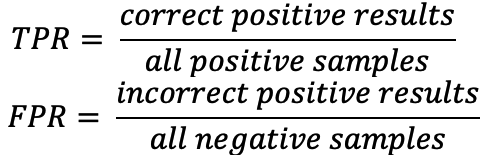 TPR = correct positive results / all positive samples
FPR = incorrect positive results / all negative samples